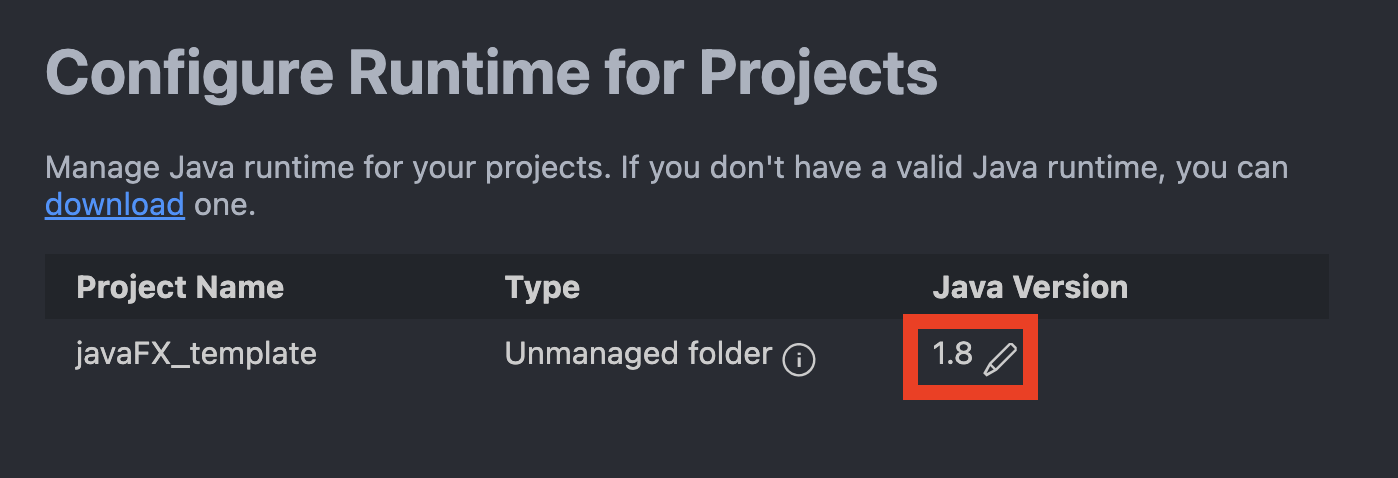 Configure Runtime for Projects
Manage Java runtime for your projects. If you don't have a valid Java runtime, you can
download one.
Project Name Type Java Version
javaFX_template Unmanaged folder 1.8